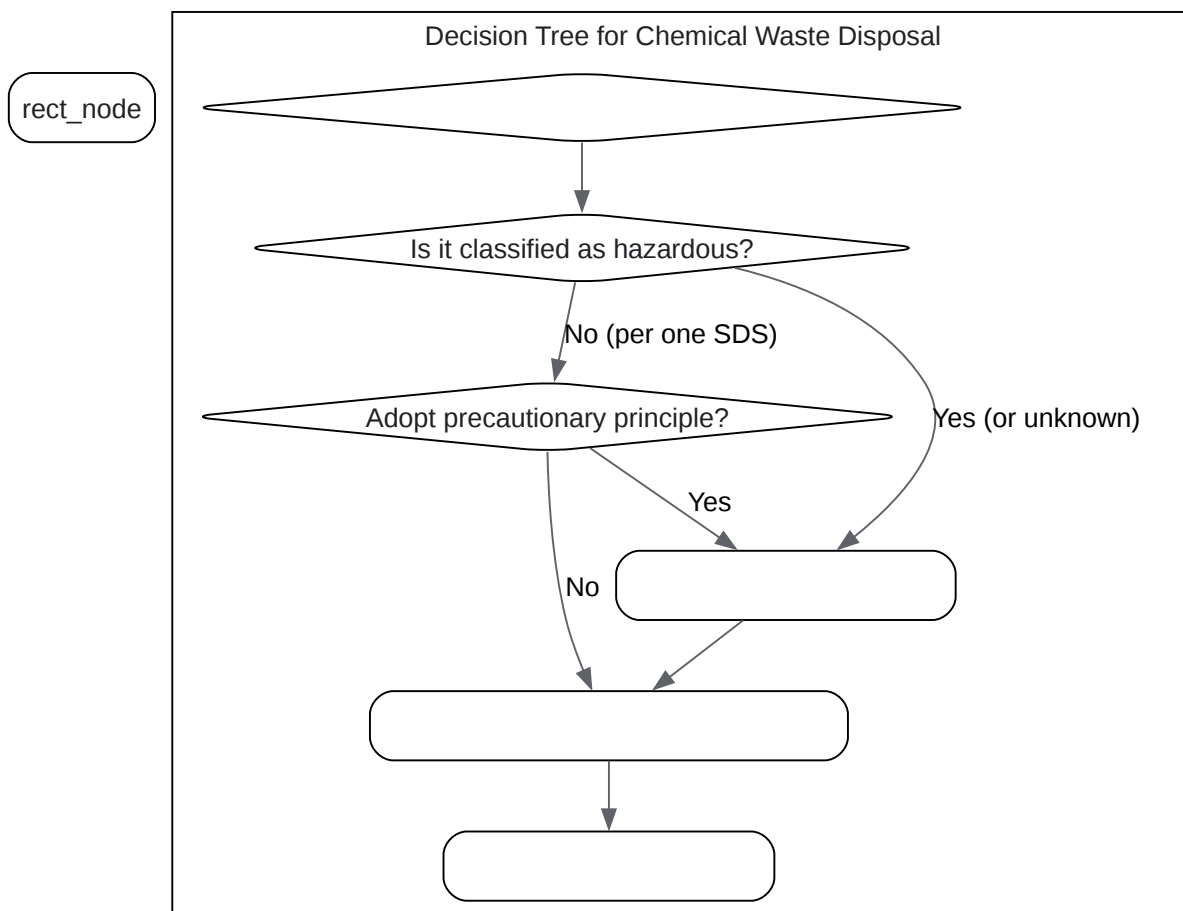 Decision Tree for Chemical Waste Disposal
rect_node
Is it classified as hazardous?
No (per one SDS)
Adopt precautionary principle?
Yes (or unknown)
Yes
No